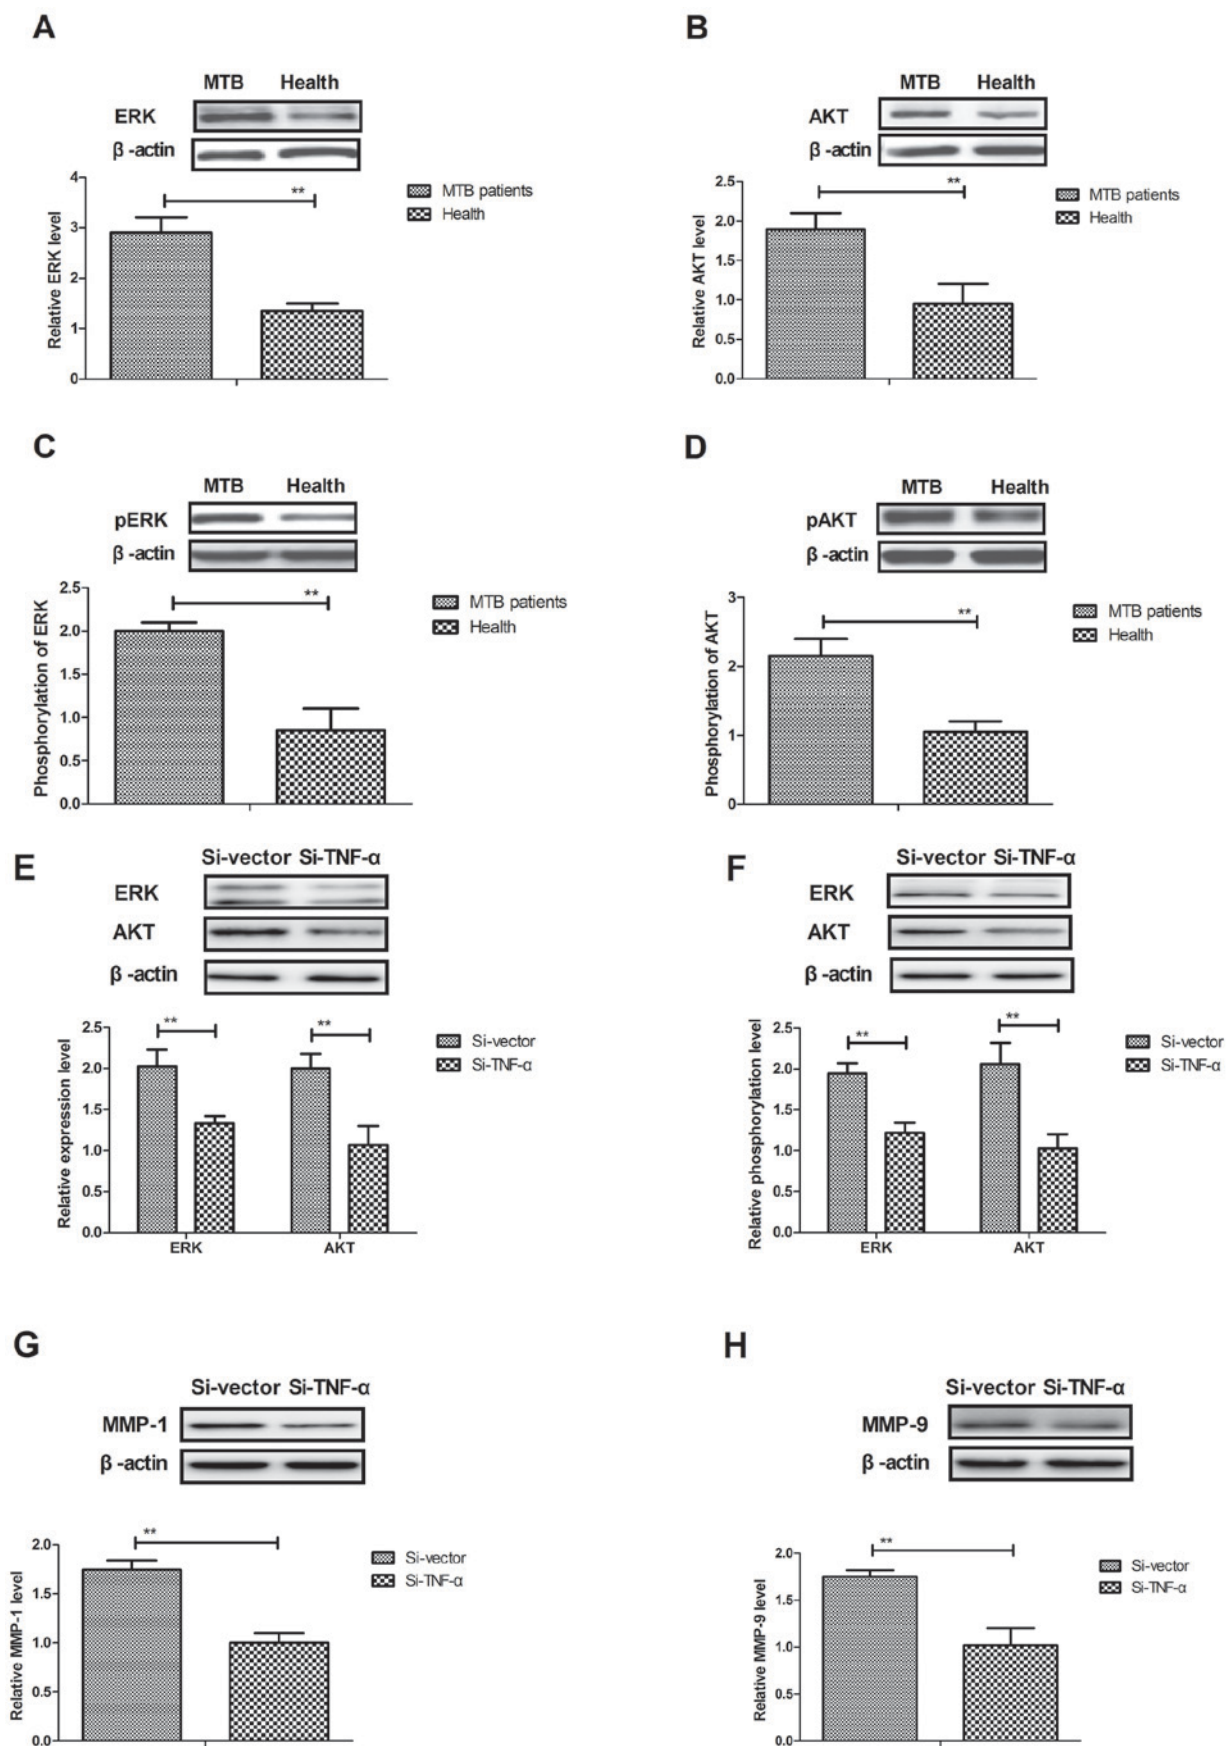 A
MTB Health
ERK
β -actin
4
3
2
1
0
Relative ERK level
**
MTB patients
Health
B
MTB Health
AKT
β -actin
2.5
2.0
1.5
1.0
0.5
0.0
Relative AKT level
**
MTB patients
Health
C
MTB Health
pERK
β -actin
2.5
2.0
1.5
1.0
0.5
0.0
Phosphorylation of ERK
**
MTB patients
Health
D
MTB Health
pAKT
β -actin
3
2
1
0
Phosphorylation of AKT
**
MTB patients
Health
E
Si-vector Si-TNF-α
ERK
AKT
β -actin
2.5
2.0
1.5
1.0
0.5
0.0
Relative expression level
** **
Si-vector
Si-TNF-α
ERK AKT
F
Si-vector Si-TNF-α
ERK
AKT
β -actin
2.5
2.0
1.5
1.0
0.5
0.0
Relative phosphorylation level
** **
Si-vector
Si-TNF-α
ERK AKT
G
Si-vector Si-TNF-α
MMP-1
β -actin
2.0
1.5
1.0
0.5
0.0
Relative MMP-1 level
**
Si-vector
Si-TNF-α
H
Si-vector Si-TNF-α
MMP-9
β -actin
2.0
1.5
1.0
0.5
0.0
Relative MMP-9 level
**
Si-vector
Si-TNF-α